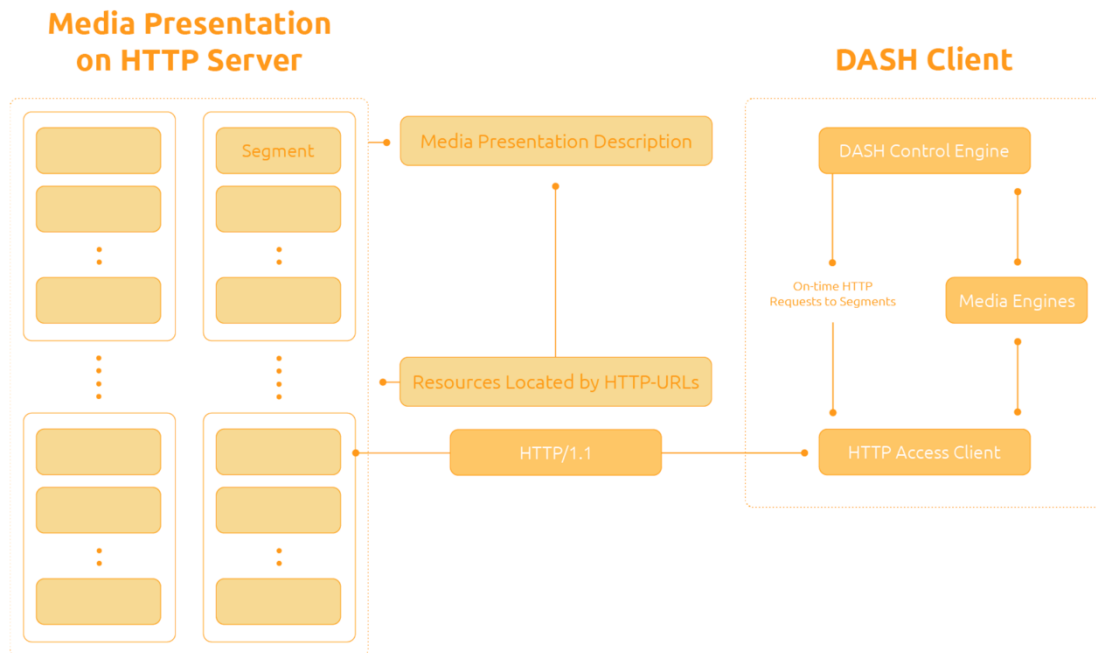 Media Presentation
on HTTP Server
DASH Client
Segment
Media Presentation Description
DASH Control Engine
On-time HTTP
Requests to Segments
Media Engines
Resources Located by HTTP-URLs
HTTP/1.1
HTTP Access Client